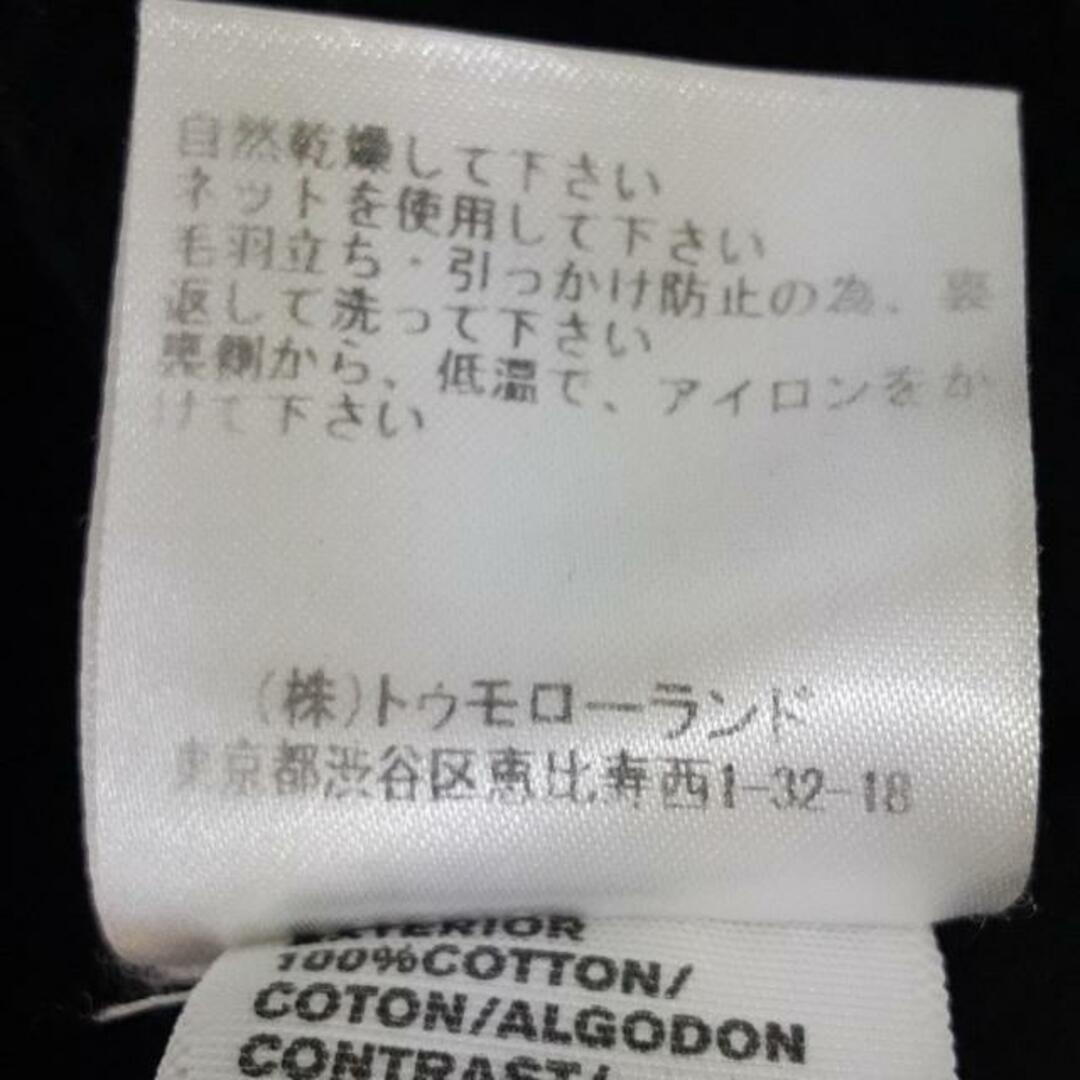 自然乾燥して下さい
ネットを使用して下さい
毛羽立ち・引っかけ防止の為、裏
返して洗って下さい
裏側から、低温で、アイロンをか
けて下さい
(株)トゥモローランド
東京都渋谷区恵比寿西1-32-18
EXTERIOR
100%COTTON/
COTON/ALGODON
CONTRAST/